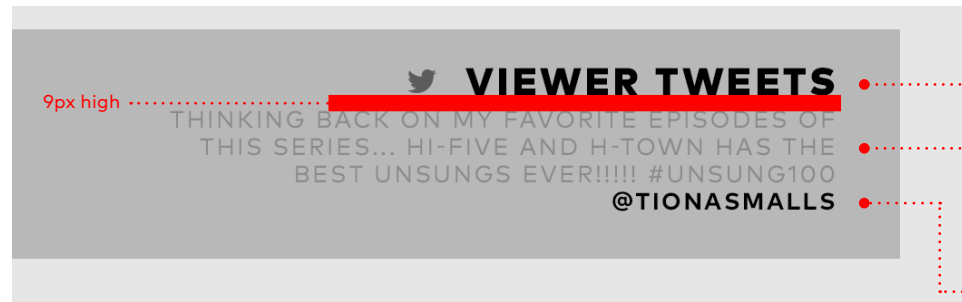 VIEWER TWEETS
9px high
THINKING BACK ON MY FAVORITE EPISODES OF
THIS SERIES... HI-FIVE AND H-TOWN HAS THE
BEST UNSUNGS EVER!!!!! #UNSUNG100
@TIONASMALLS